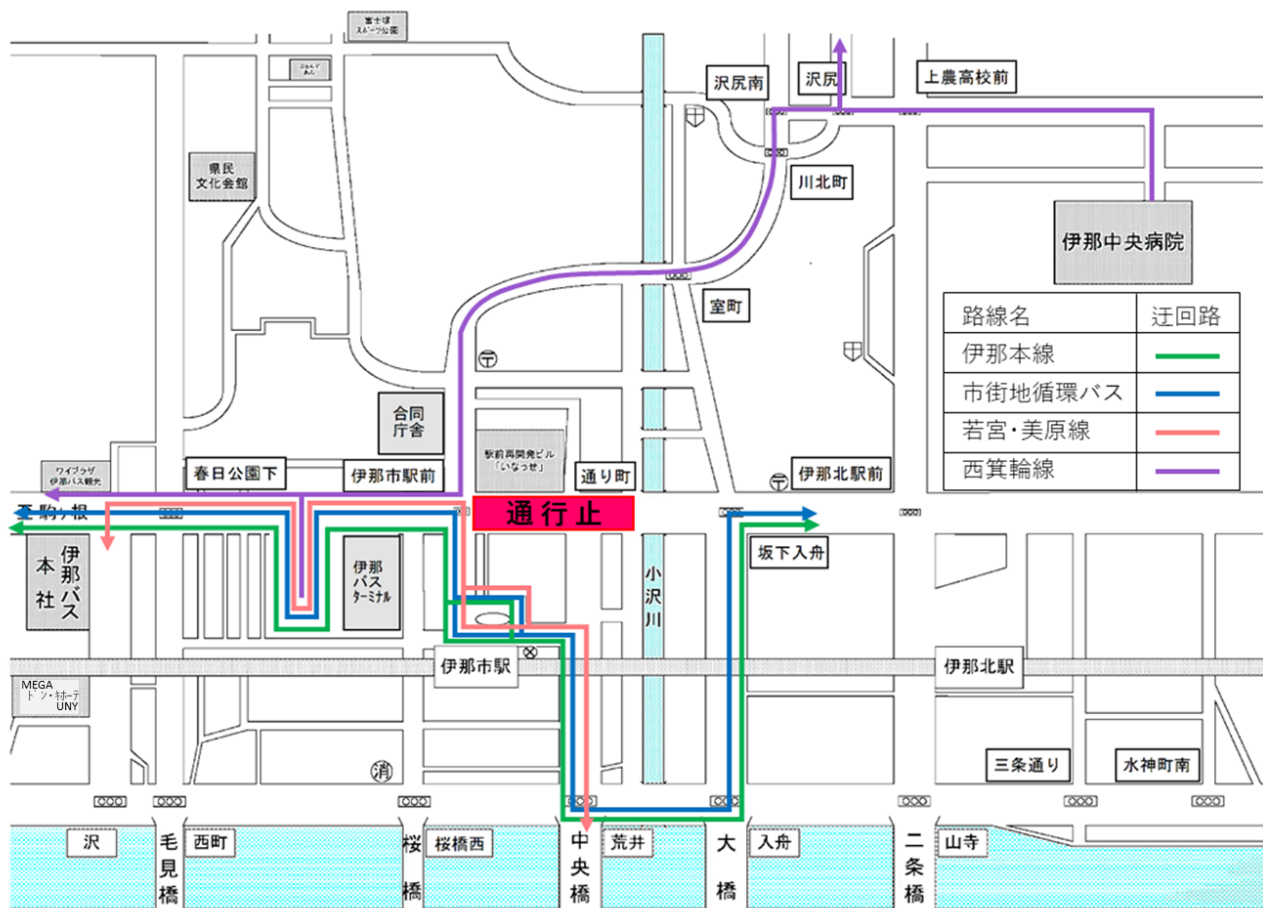 富士塚
スポーツ公園
沢尻南
沢尻
上農高校前
県民
文化会館
川北町
伊那中央病院
室町
路線名
迂回路
伊那本線
市街地循環バス
若宮・美原線
西箕輪線
〒
合同
庁舎
駅前再開発ビル
「いなっせ」
ワイプラザ
伊那バス観光
春日公園下
伊那市駅前
通り町
〒
伊那北駅前
至駒ヶ根
通行止
伊那バス
本社
伊那
バス
ターミナル
小沢川
坂下入舟
伊那市駅
伊那北駅
MEGA
ドン・キホーテ
UNY
消
三条通り
水神町南
沢
毛見橋
西町
桜橋
桜橋西
中央橋
荒井
大橋
入舟
二条橋
山寺